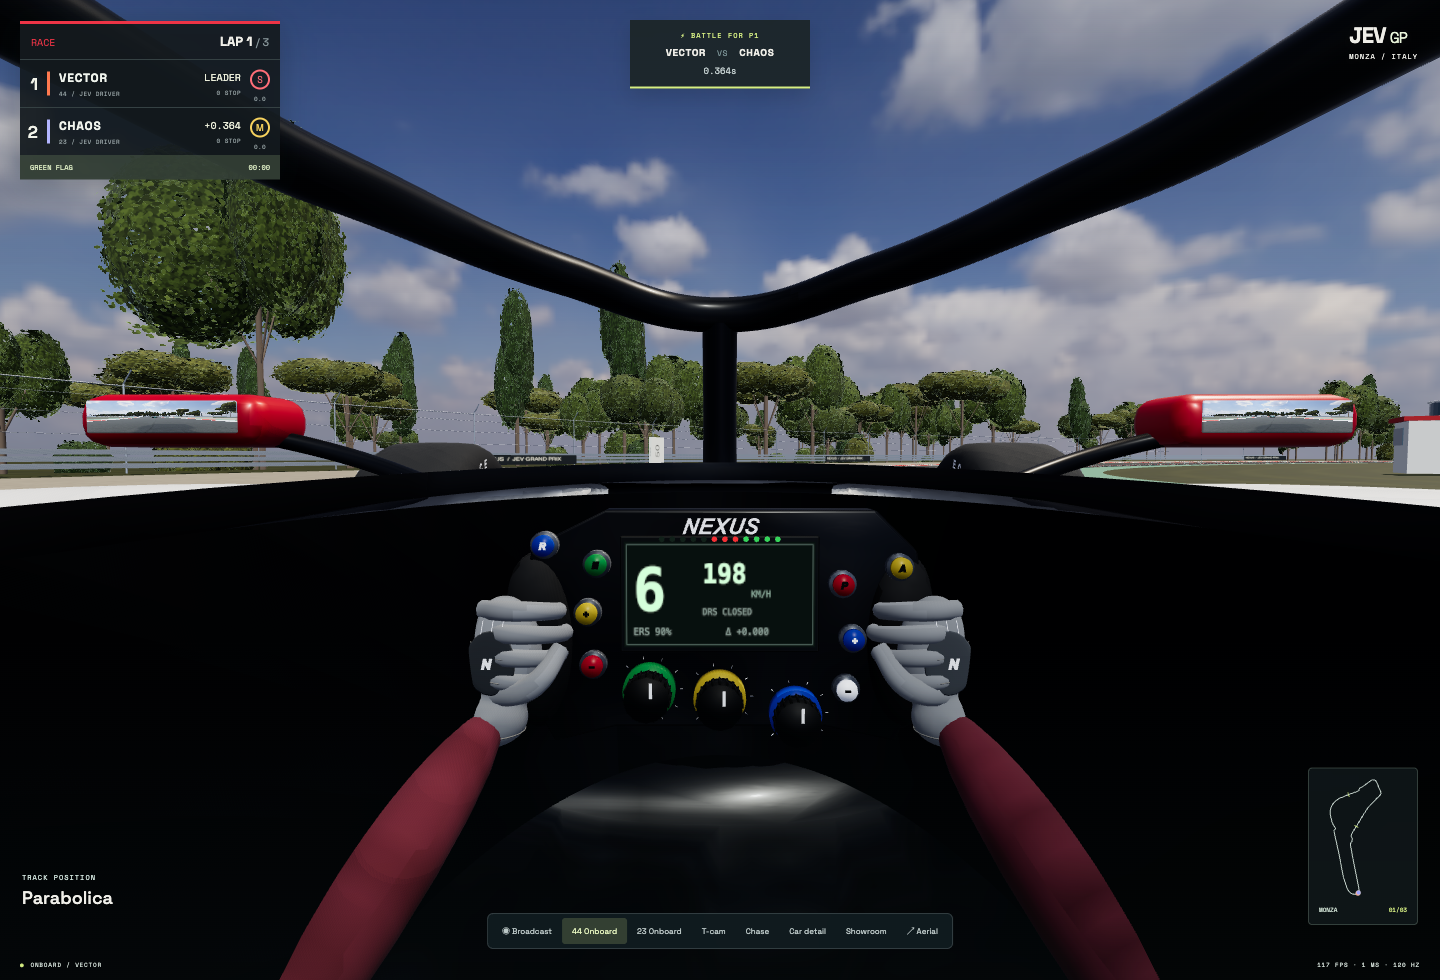 RACE
LAP 1 / 3
1 VECTOR LEADER S
44 / JEV DRIVER 0 STOP 0.0
2 CHAOS +0.364 M
23 / JEV DRIVER 0 STOP 0.0
GREEN FLAG 00:00
⚡ BATTLE FOR P1
VECTOR VS CHAOS
0.364s
JEV GP
MONZA / ITALY
/ JEV GRAND PRIX
NEXUS
R
6 198
KM/H
DRS CLOSED
ERS 90% Δ +0.000
P
A
+
+
-
-
N
N
TRACK POSITION
Parabolica
MONZA 01/03
Broadcast 44 Onboard 23 Onboard T-cam Chase Car detail Showroom ↗ Aerial
ONBOARD / VECTOR
117 FPS · 1 MS · 120 HZ